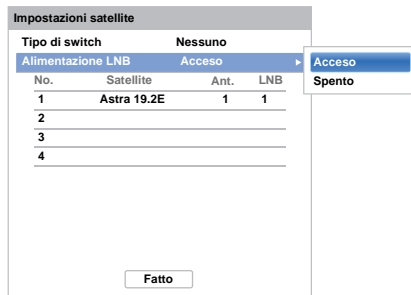 Impostazioni satellite
Tipo di switch Nessuno
Alimentazione LNB Acceso
Acceso
Spento
No. Satellite Ant. LNB
1 Astra 19.2E 1 1
2
3
4
Fatto